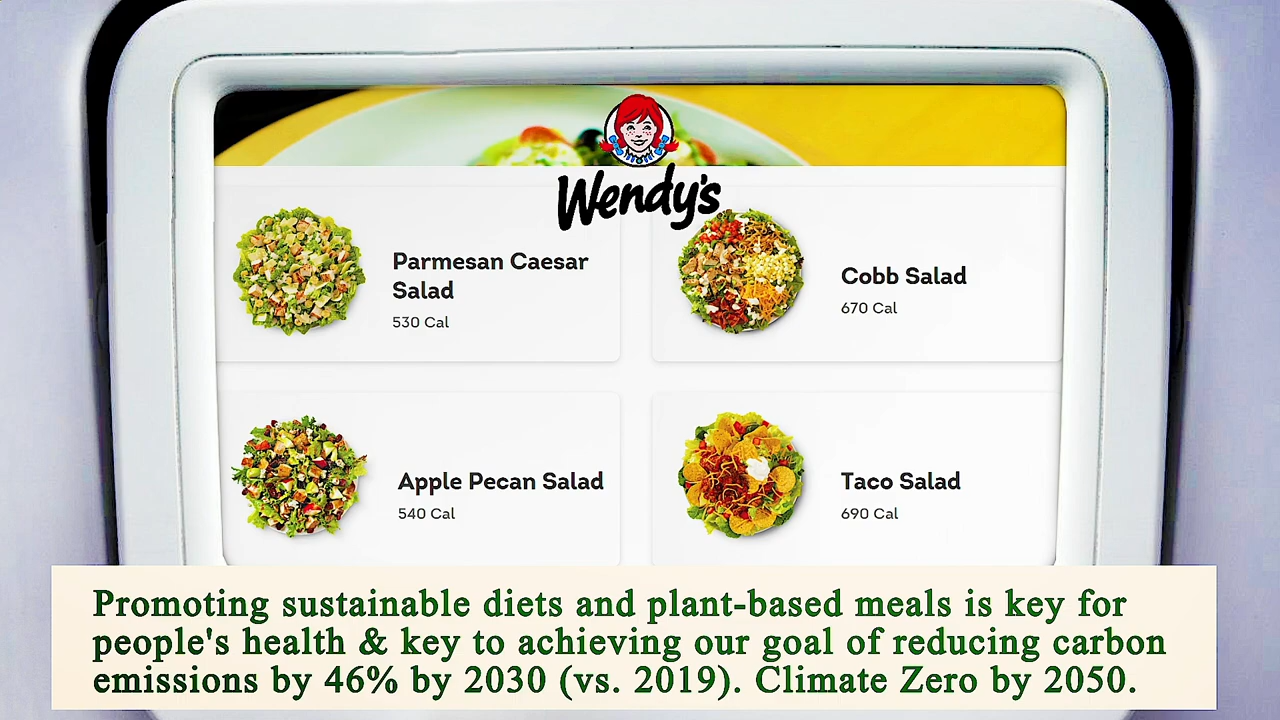 Wendy's
Parmesan Caesar
Salad
530 Cal
Cobb Salad
670 Cal
Apple Pecan Salad
540 Cal
Taco Salad
690 Cal
Promoting sustainable diets and plant-based meals is key for
people's health & key to achieving our goal of reducing carbon
emissions by 46% by 2030 (vs. 2019). Climate Zero by 2050.